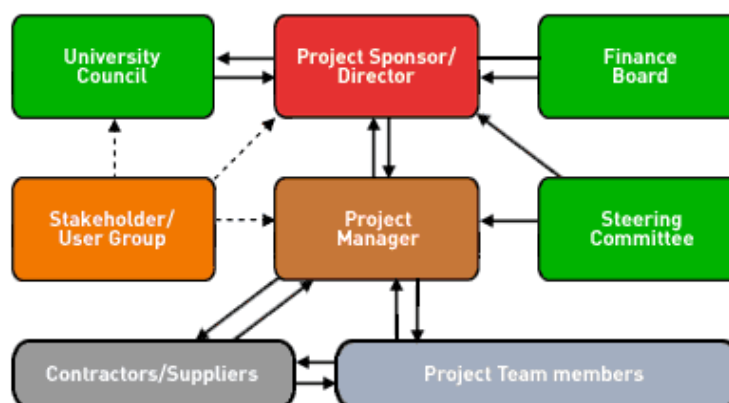 University
Council
Project Sponsor/
Director
Finance
Board
Stakeholder/
User Group
Project
Manager
Steering
Committee
Contractors/Suppliers
Project Team members